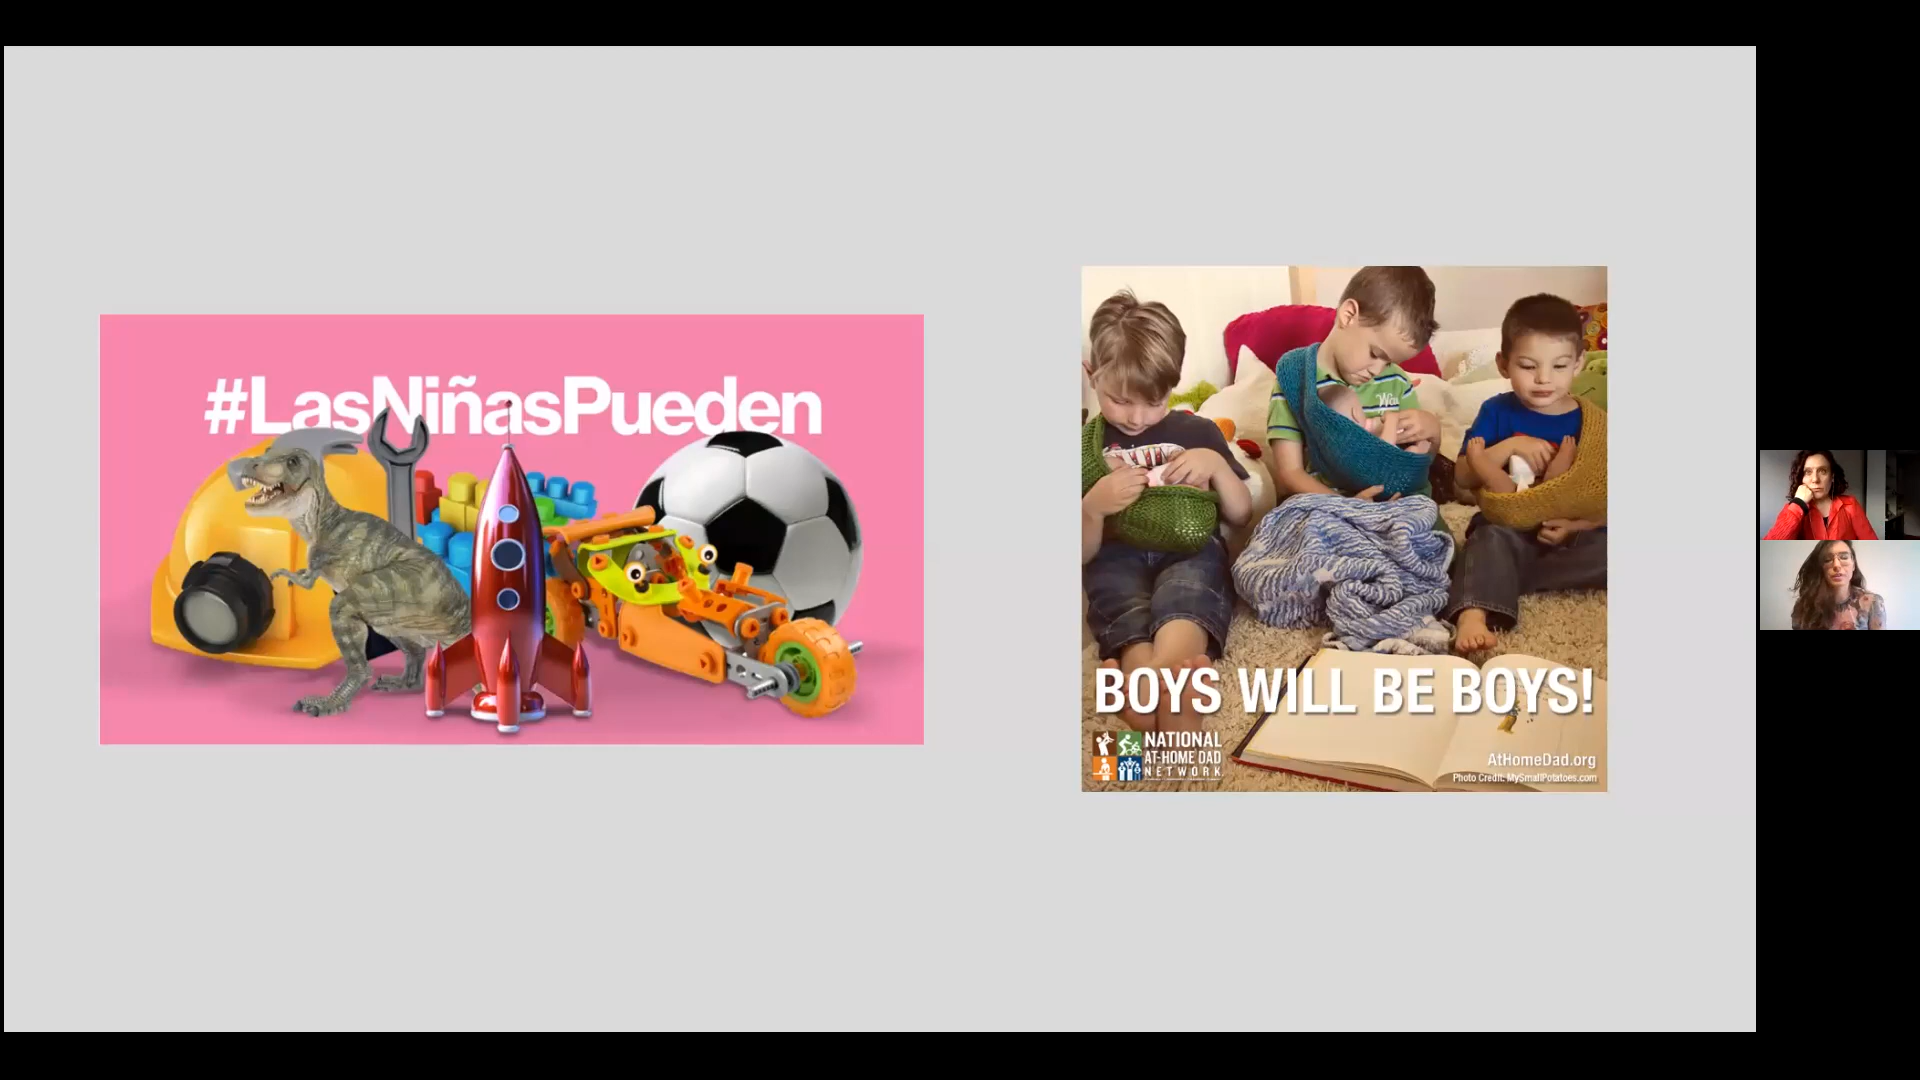 #LasNiñasPueden
BOYS WILL BE BOYS!
NATIONAL
AT-HOME DAD
NETWORK
AtHomeDad.org
Photo Credit: MySmallPotatoes.com